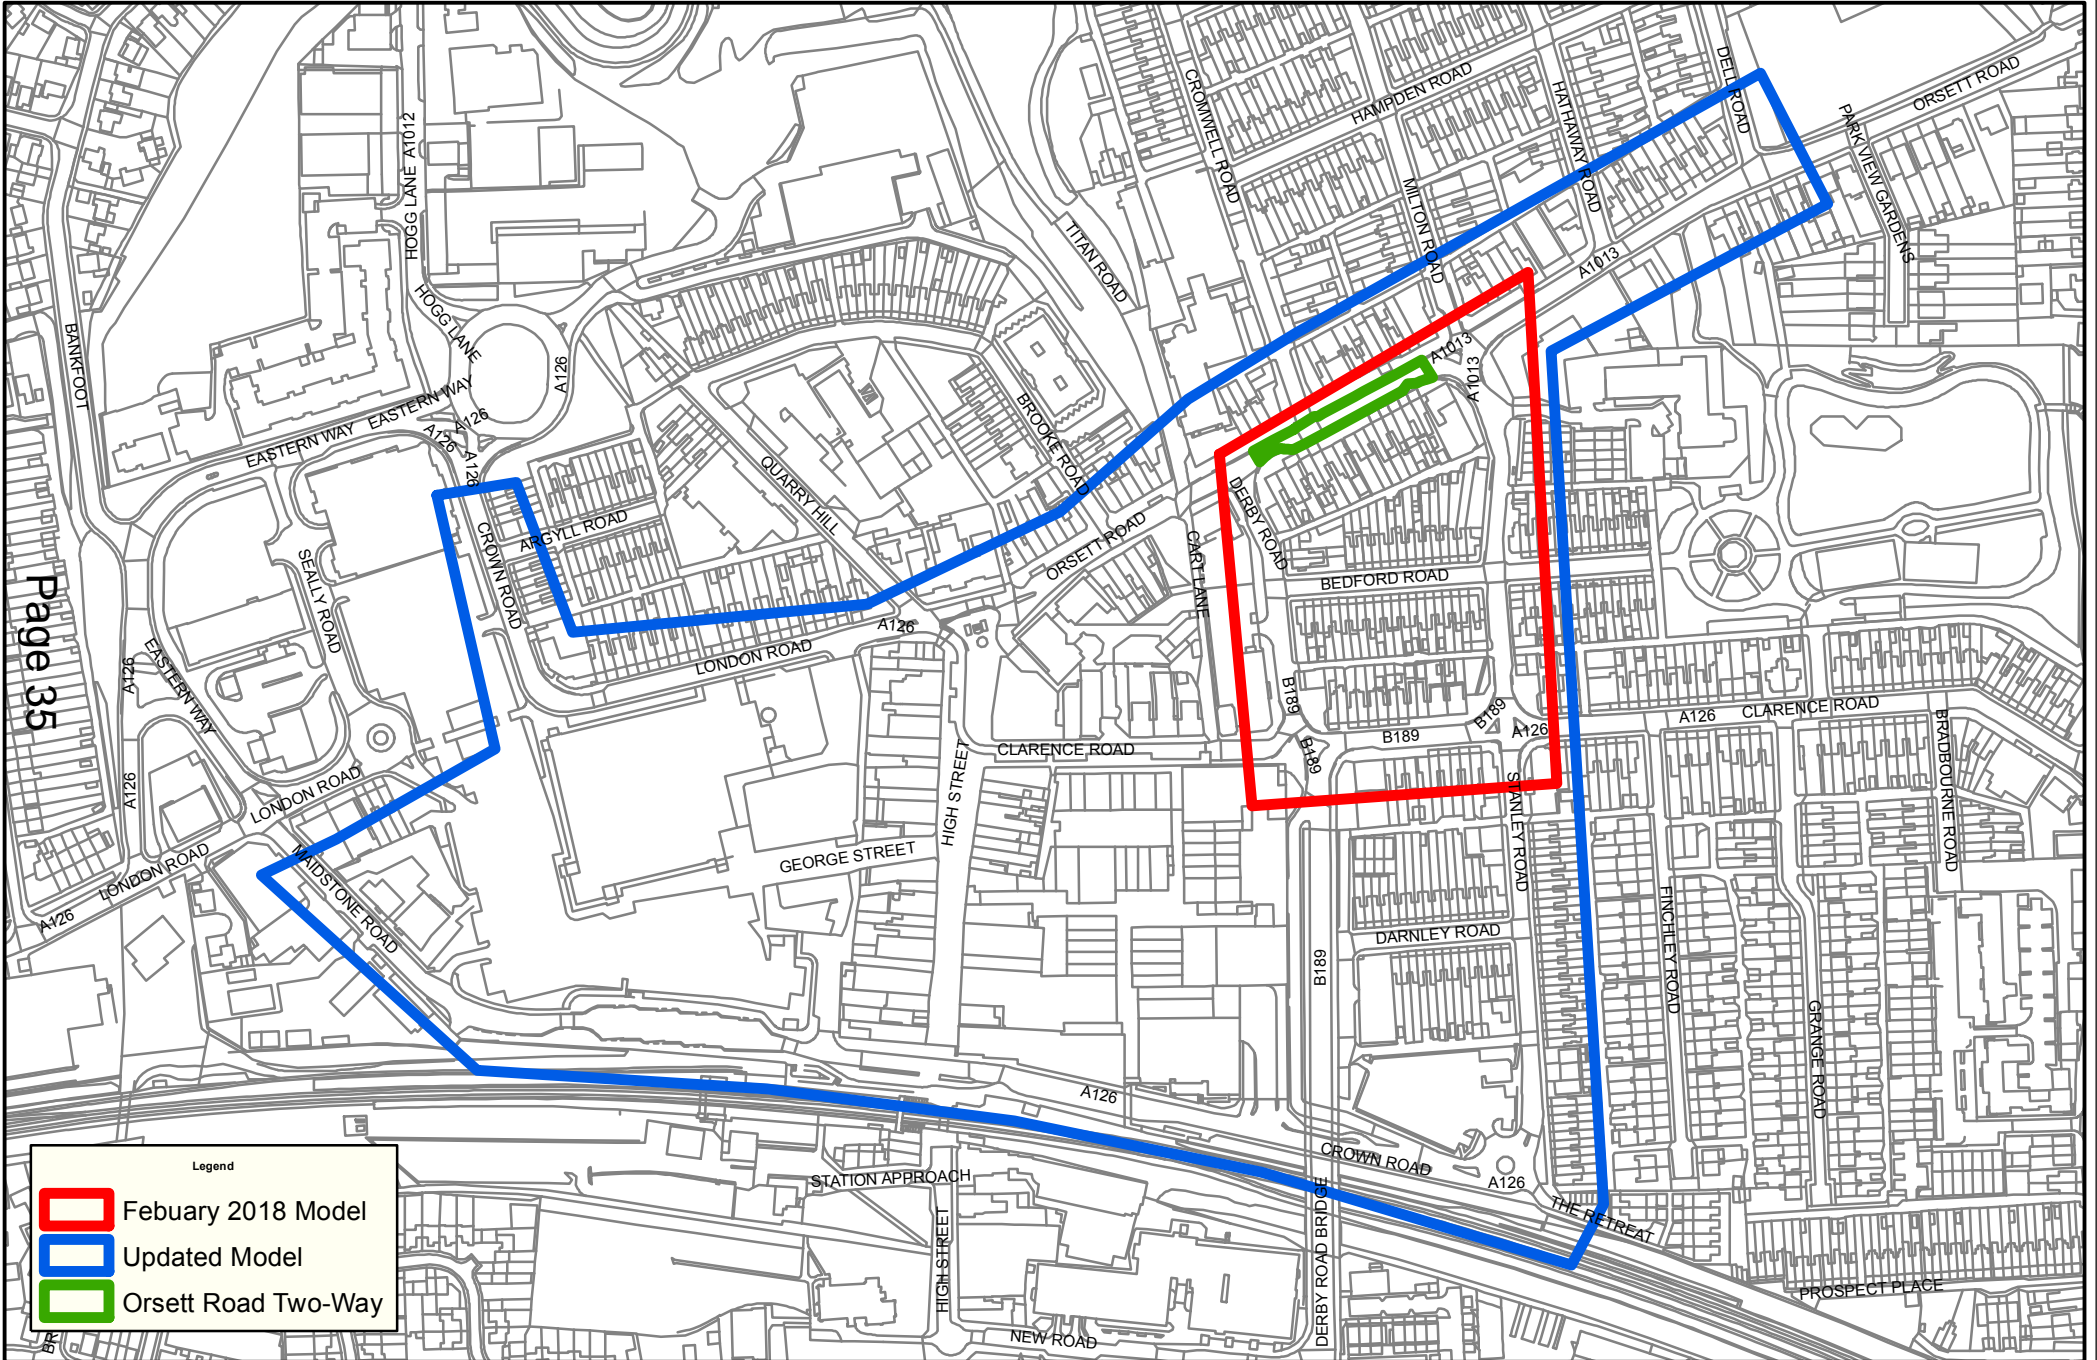 CROMWELL ROAD
HAMPDEN ROAD
HATHAWAY ROAD
DELL ROAD
ORSETT ROAD
PARKVIEW GARDENS
HOGG LANE A1012
MILTON ROAD
TITAN ROAD
A1013
HOGG LANE
BANKFOOT
A126
A1013
A1013
EASTERN WAY
EASTERN WAY
A126
A126
A126
BROOKE ROAD
QUARRY HILL
DERBY ROAD
ARGYLL ROAD
CROWN ROAD
ORSETT ROAD
CART LANE
BEDFORD ROAD
SEALLY ROAD
Page 35
A126
LONDON ROAD
EASTERN WAY
A126
B189
B189
B189
A126
A126
CLARENCE ROAD
BRADBOURNE ROAD
CLARENCE ROAD
B189
HIGH STREET
STANLEY ROAD
A126
LONDON ROAD
GEORGE STREET
LONDON ROAD
MAIDSTONE ROAD
A126
FINCHLEY ROAD
DARNLEY ROAD
B189
GRANGE ROAD
A126
CROWN ROAD
A126
THE RETREAT
STATION APPROACH
HIGH STREET
DERBY ROAD BRIDGE
PROSPECT PLACE
NEW ROAD
BR
Legend
Febuary 2018 Model
Updated Model
Orsett Road Two-Way